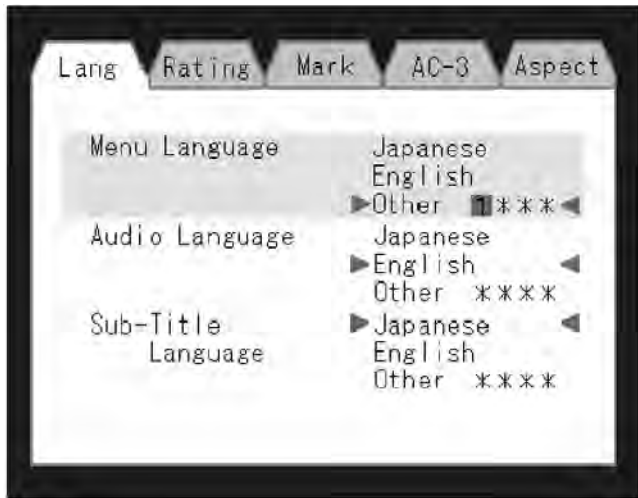 Lang Rating Mark AC-3 Aspect
Menu Language Japanese
English
▶Other 1***◀
Audio Language Japanese
▶English ◀
Other ****
Sub-Title ▶Japanese ◀
Language English
Other ****